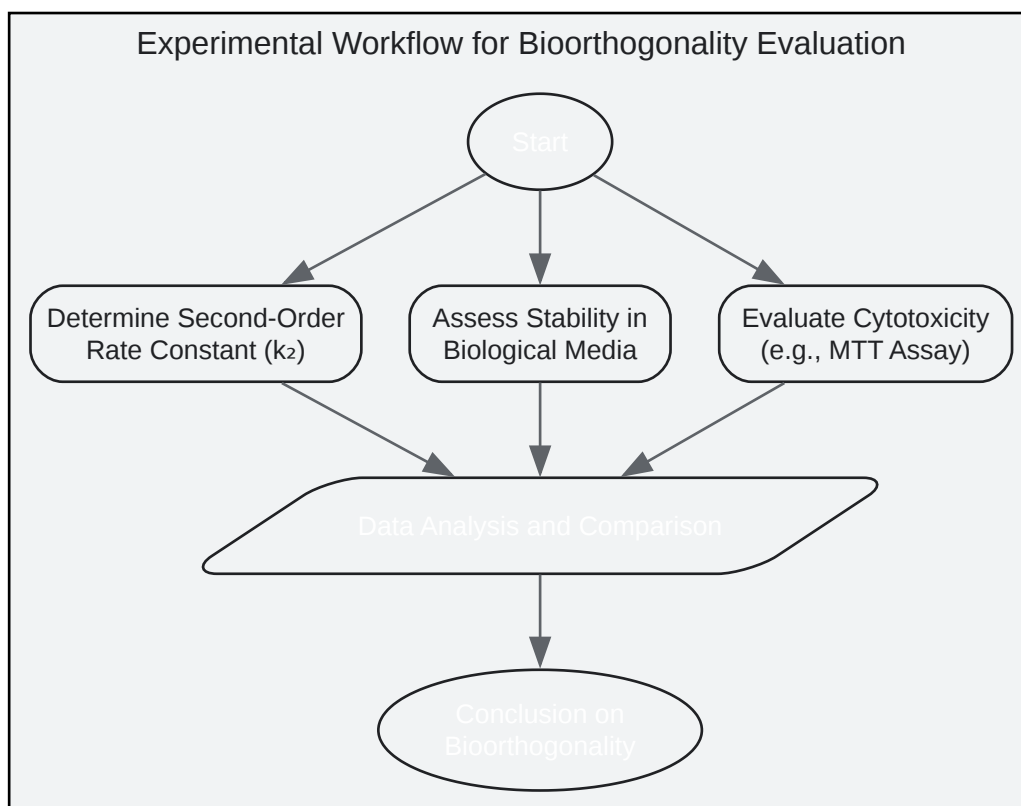 Experimental Workflow for Bioorthogonality Evaluation
Start
Determine Second-Order
Rate Constant (k₂)
Assess Stability in
Biological Media
Evaluate Cytotoxicity
(e.g., MTT Assay)
Data Analysis and Comparison
Conclusion on
Bioorthogonality